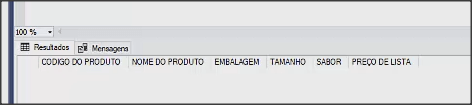 100 %
Resultados Mensagens
CODIGO DO PRODUTO NOME DO PRODUTO EMBALAGEM TAMANHO SABOR PREÇO DE LISTA